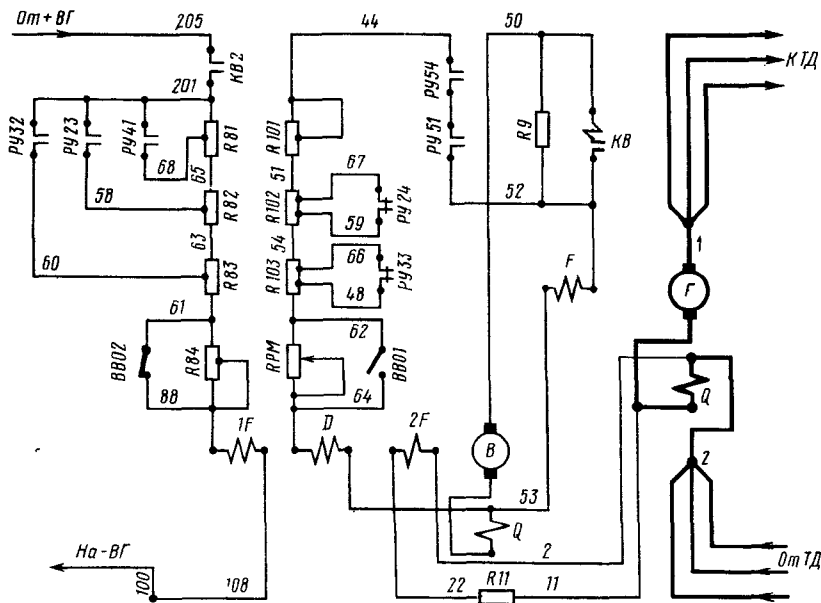 От+ВГ
205
44
50
КТД
КВ2
201
РУ32
РУ23
РУ41
R81
68
65
58
R82
63
60
R83
61
ВВ02
R84
88
1F
R101
51
67
R102
РУ24
59
54
66
R103
РУ33
48
62
RPM
ВВ01
64
D
2F
РУ54
РУ51
R9
КВ
52
F
1
F
B
53
Q
Q
2
2
На-ВГ
100
108
22
R11
11
От ТД